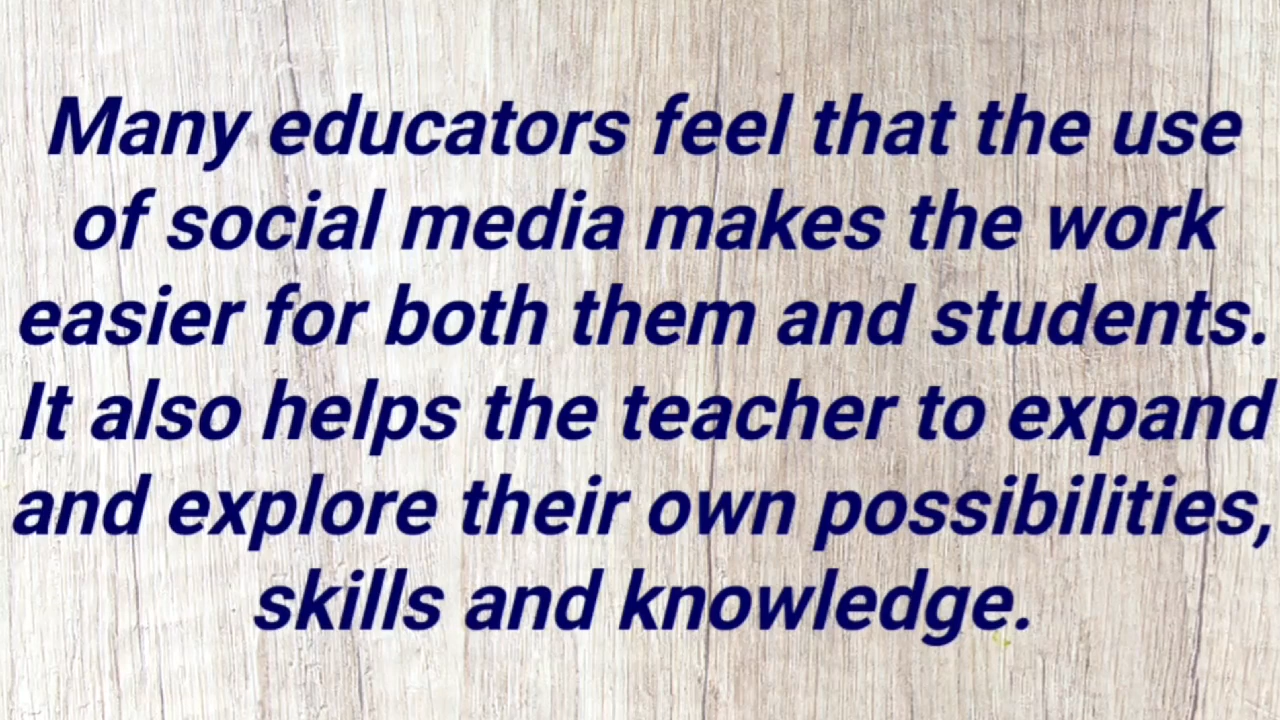 Many educators feel that the use
of social media makes the work
easier for both them and students.
It also helps the teacher to expand
and explore their own possibilities,
skills and knowledge.